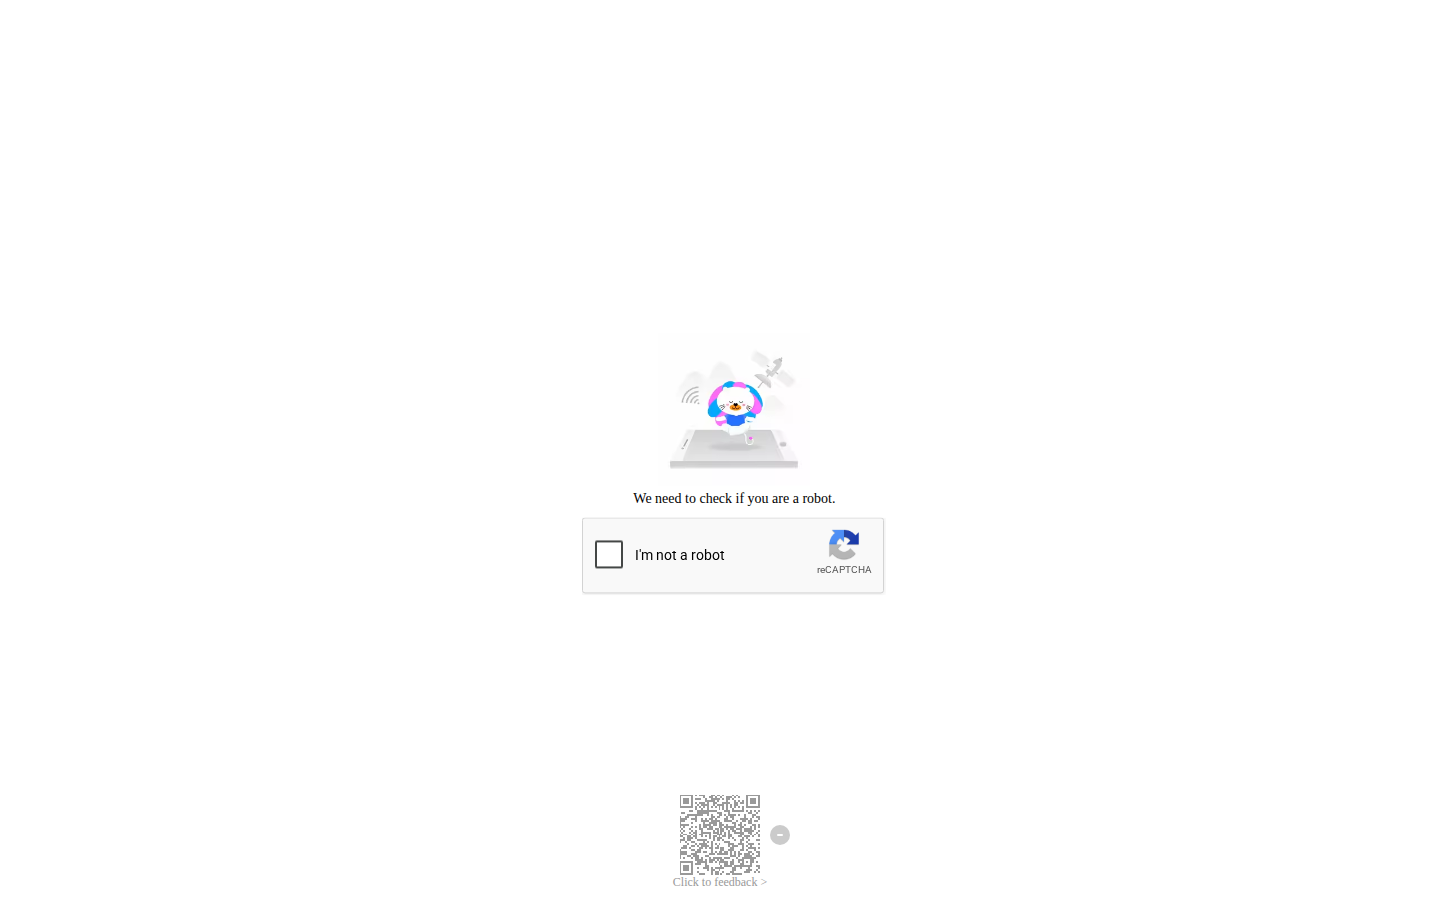 We need to check if you are a robot.
I'm not a robot
reCAPTCHA
Click to feedback >